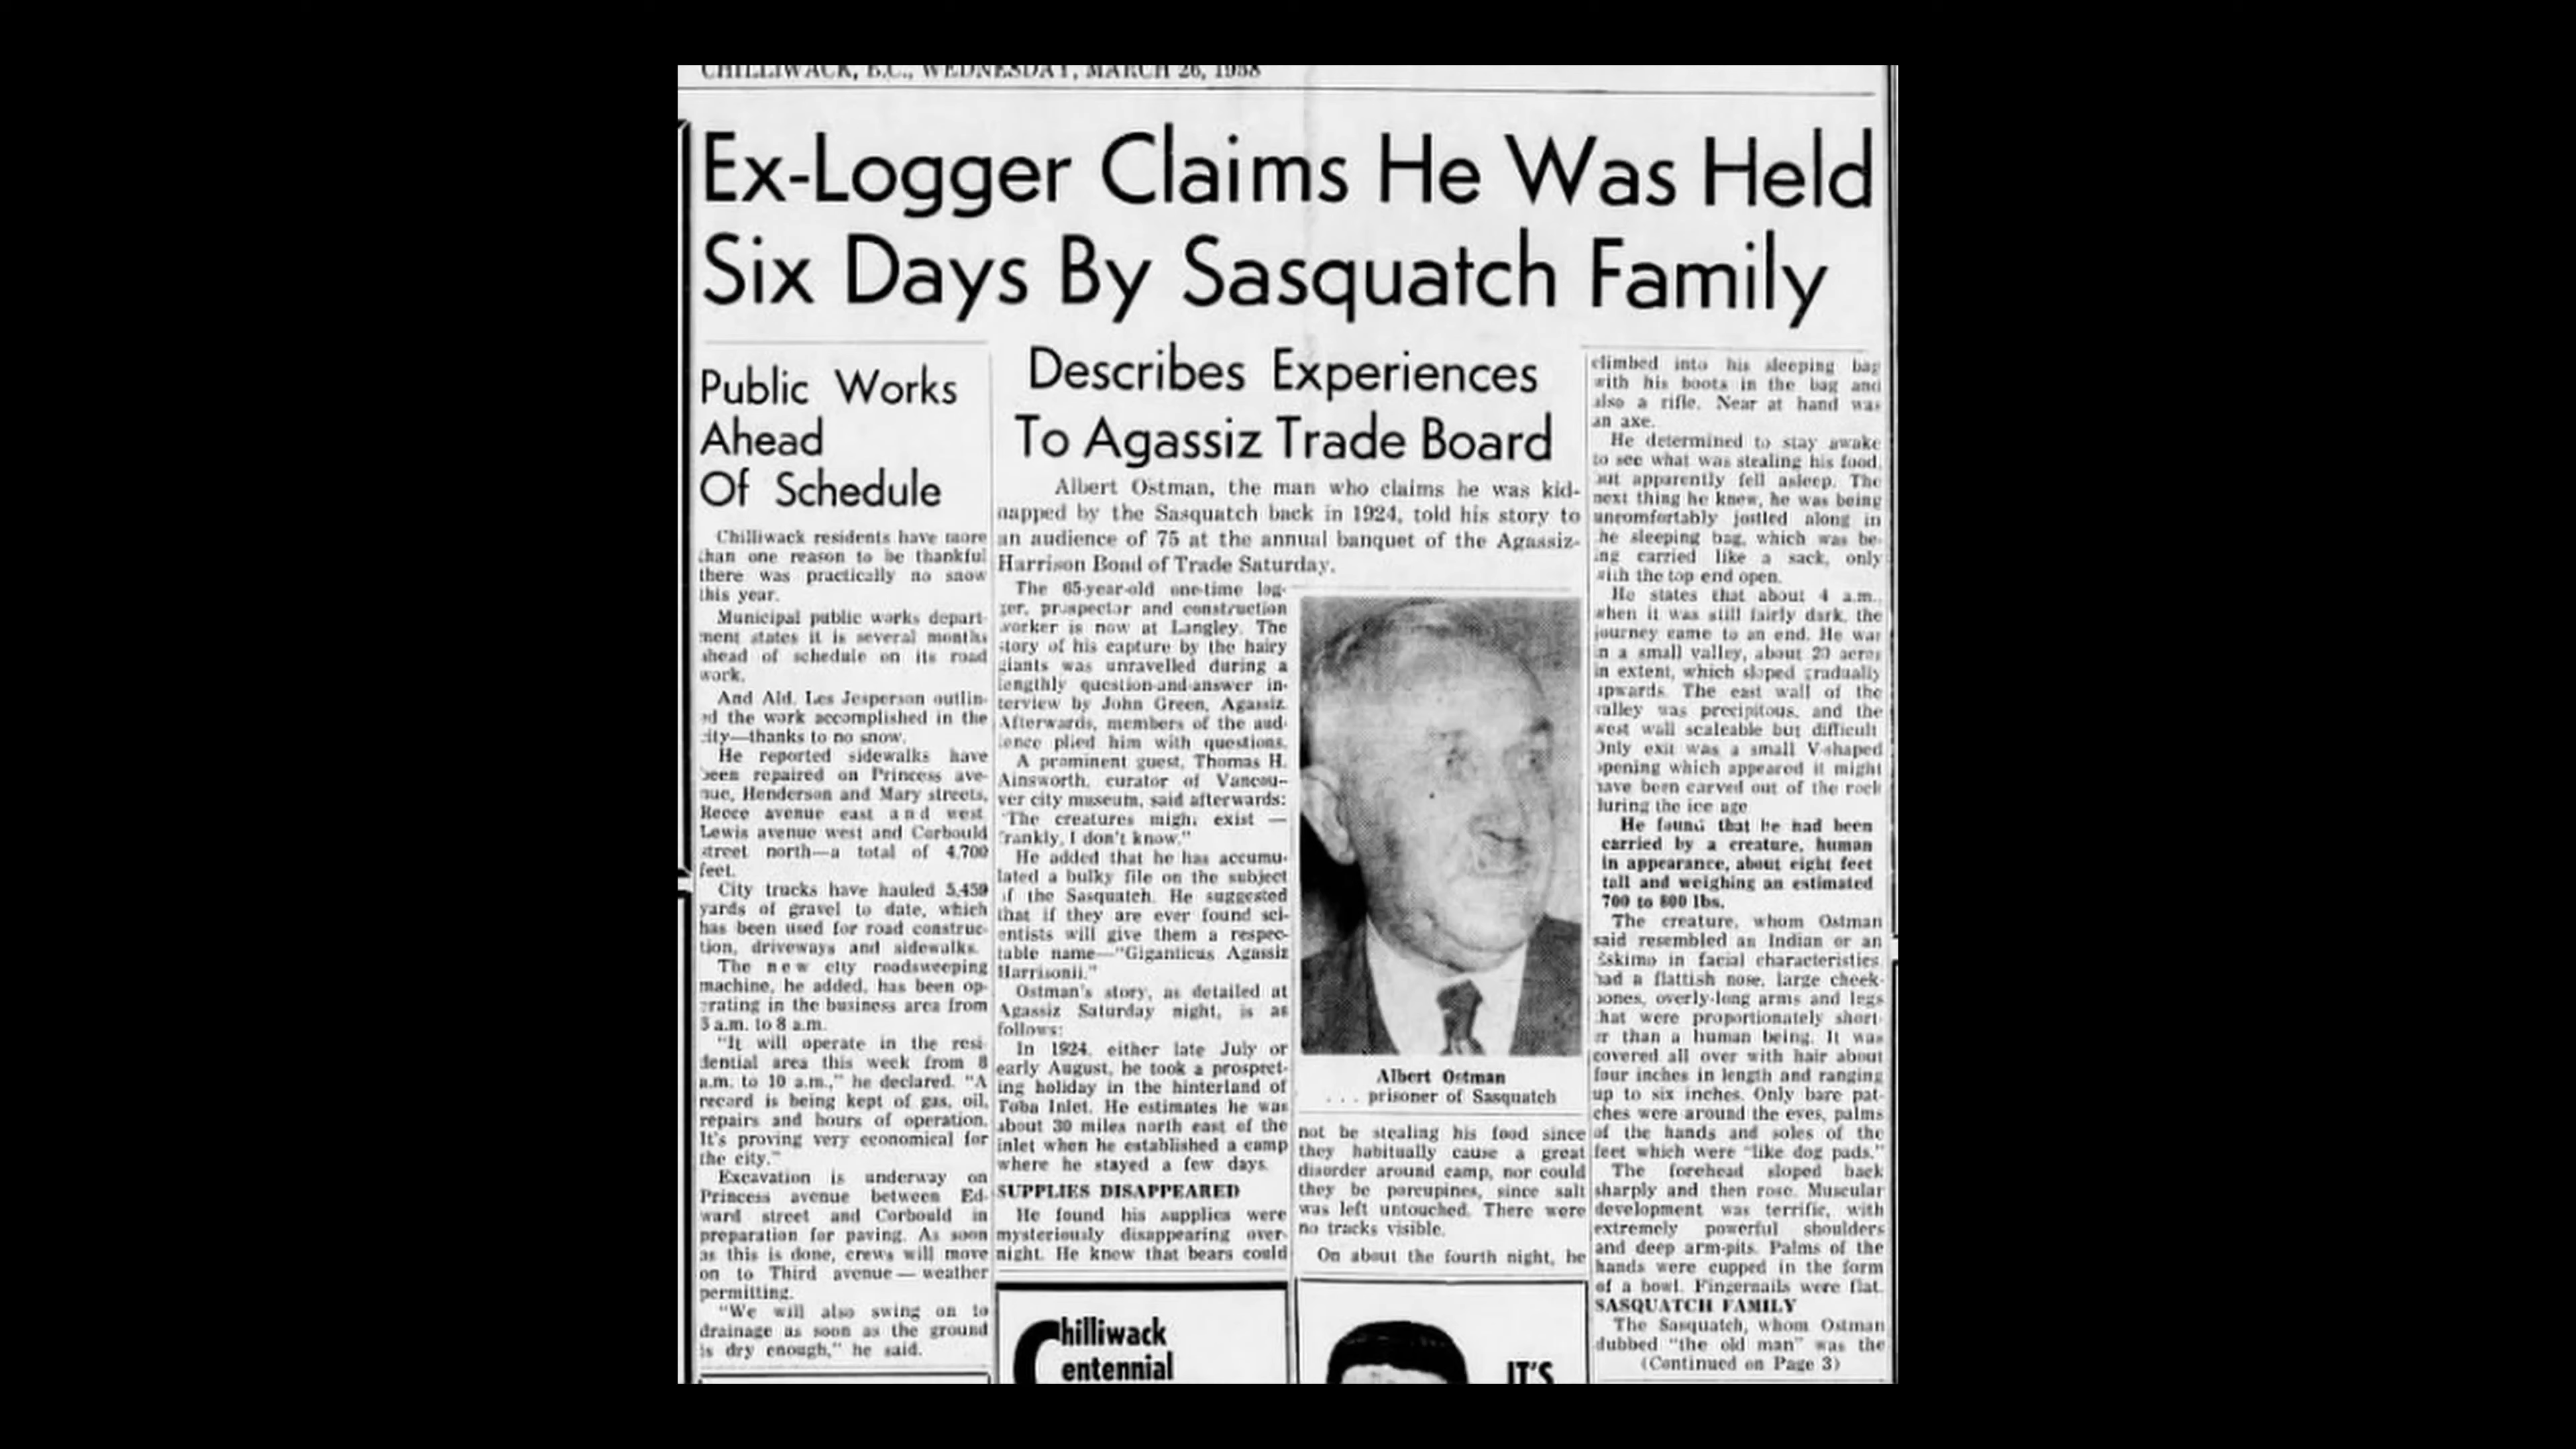 CHILLIWACK, B.C., WEDNESDAY, MARCH 26, 1958
Ex-Logger Claims He Was Held
Six Days By Sasquatch Family
Public Works
Ahead
Of Schedule
Chilliwack residents have more
than one reason to be thankful
there was practically no snow
this year.
Municipal public works depart-
ment states it is several months
ahead of schedule on its road
work.
And Ald. Les Jesperson outlin-
ed the work accomplished in the
city—thanks to no snow.
He reported sidewalks have
been repaired on Princess ave-
nue, Henderson and Mary streets,
Reece avenue east and west
Lewis avenue west and Corbould
street north—a total of 4,700
feet.
City trucks have hauled 5,459
yards of gravel to date, which
has been used for road construc-
tion, driveways and sidewalks.
The new city roadsweeping
machine, he added, has been op-
erating in the business area from
5 a.m. to 8 a.m.
"It will operate in the resi-
dential area this week from 8
a.m. to 10 a.m.," he declared. "A
record is being kept of gas, oil,
repairs and hours of operation.
It's proving very economical for
the city."
Excavation is underway on
Princess avenue between Ed-
ward street and Corbould in
preparation for paving. As soon
as this is done, crews will move
on to Third avenue — weather
permitting.
"We will also swing on to
drainage as soon as the ground
is dry enough," he said.
Describes Experiences
To Agassiz Trade Board
Albert Ostman, the man who claims he was kid-
napped by the Sasquatch back in 1924, told his story to
an audience of 75 at the annual banquet of the Agassiz-
Harrison Boad of Trade Saturday.
The 65-year-old one-time log-
ger, prospector and construction
worker is now at Langley. The
story of his capture by the hairy
giants was unravelled during a
lengthly question-and-answer in-
terview by John Green, Agassiz.
Afterwards, members of the aud-
ience plied him with questions.
A prominent guest, Thomas H.
Ainsworth, curator of Vancou-
ver city museum, said afterwards:
"The creatures might exist —
frankly, I don't know."
He added that he has accumu-
lated a bulky file on the subject
of the Sasquatch. He suggested
that if they are ever found sci-
entists will give them a respec-
table name—"Giganticus Agassiz
Harrisonii."
Ostman's story, as detailed at
Agassiz Saturday night, is as
follows:
In 1924, either late July or
early August, he took a prospect-
ing holiday in the hinterland of
Toba Inlet. He estimates he was
about 30 miles north east of the
inlet when he established a camp
where he stayed a few days.
SUPPLIES DISAPPEARED
He found his supplies were
mysteriously disappearing over-
night. He knew that bears could
Albert Ostman
. . . prisoner of Sasquatch
not be stealing his food since
they habitually cause a great
disorder around camp, nor could
they be porcupines, since salt
was left untouched. There were
no tracks visible.
On about the fourth night, he
climbed into his sleeping bag
with his boots in the bag and
also a rifle. Near at hand was
an axe.
He determined to stay awake
to see what was stealing his food,
but apparently fell asleep. The
next thing he knew, he was being
uncomfortably jostled along in
the sleeping bag, which was be-
ing carried like a sack, only
with the top end open.
He states that about 4 a.m.,
when it was still fairly dark, the
journey came to an end. He was
in a small valley, about 20 acres
in extent, which sloped gradually
upwards. The east wall of the
valley was precipitous, and the
west wall scaleable but difficult
Only exit was a small V-shaped
opening which appeared it might
have been carved out of the rock
during the ice age
He found that he had been
carried by a creature, human
in appearance, about eight feet
tall and weighing an estimated
700 to 800 lbs.
The creature, whom Ostman
said resembled an Indian or an
Eskimo in facial characteristics
had a flattish nose, large cheek-
bones, overly-long arms and legs
that were proportionately short-
er than a human being. It was
covered all over with hair about
four inches in length and ranging
up to six inches. Only bare pat-
ches were around the eyes, palms
of the hands and soles of the
feet which were "like dog pads."
The forehead sloped back
sharply and then rose. Muscular
development was terrific, with
extremely powerful shoulders
and deep arm-pits. Palms of the
hands were cupped in the form
of a bowl. Fingernails were flat.
SASQUATCH FAMILY
The Sasquatch, whom Ostman
dubbed "the old man" was the
(Continued on Page 3)
Chilliwack
Centennial
IT'S